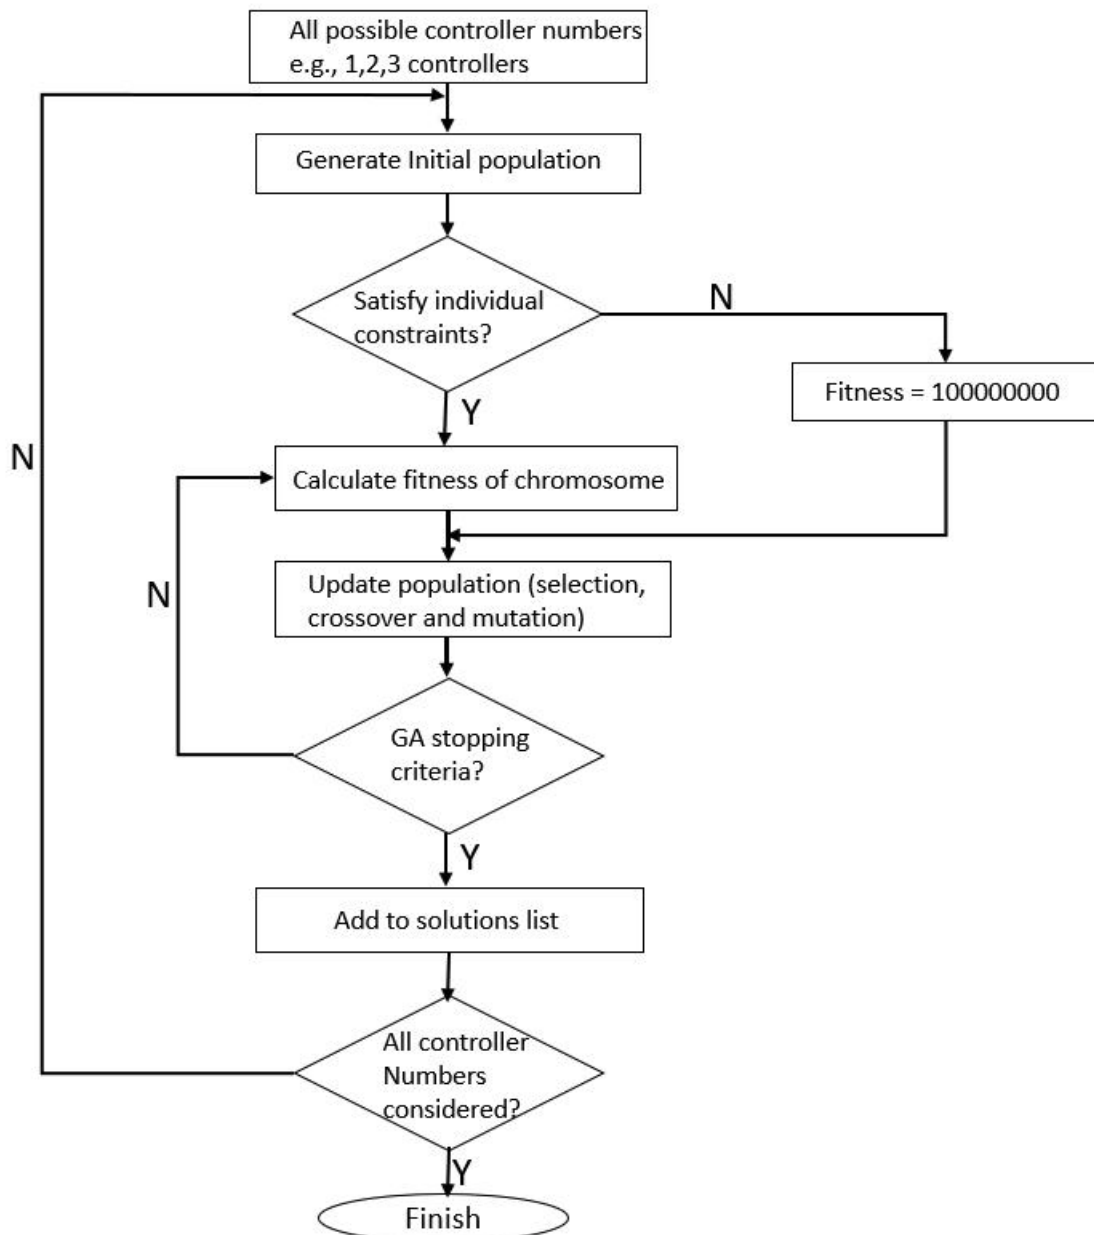 All possible controller numbers
e.g., 1,2,3 controllers
Generate Initial population
Satisfy individual
constraints?
N
Fitness = 100000000
Y
N
Calculate fitness of chromosome
N
Update population (selection,
crossover and mutation)
GA stopping
criteria?
Y
Add to solutions list
All controller
Numbers
considered?
Y
Finish